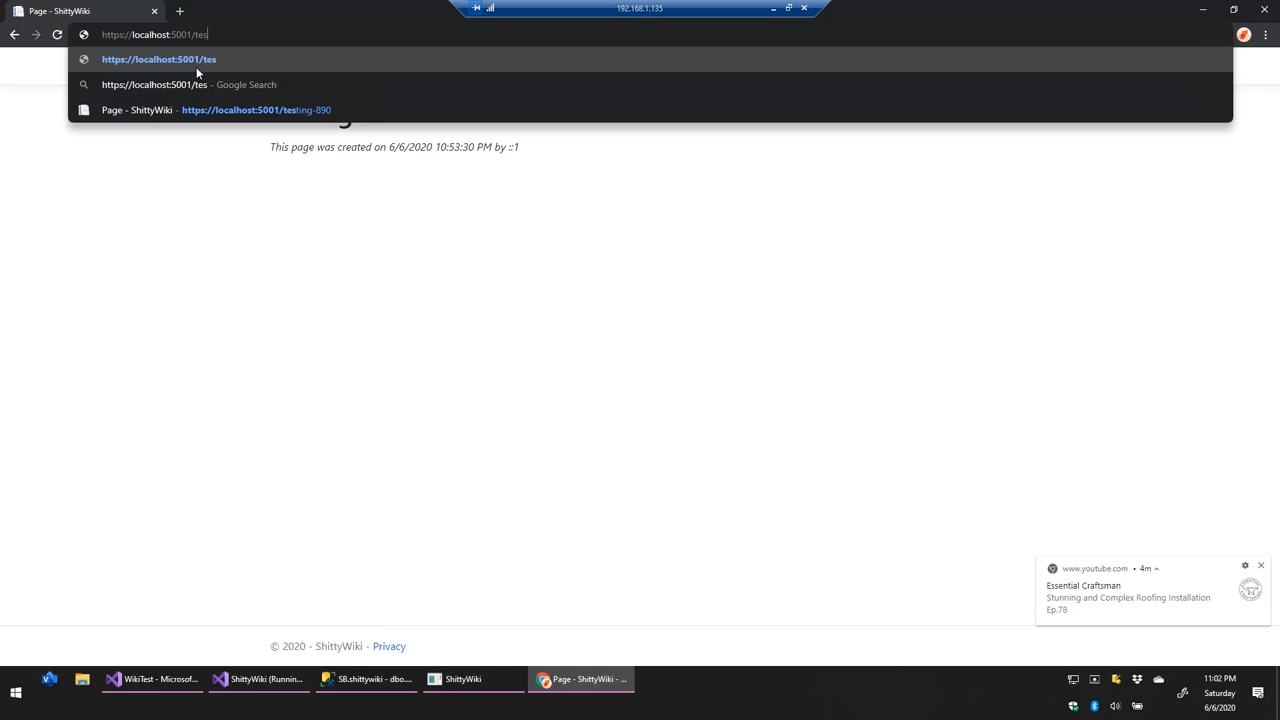 Page - ShittyWiki
192.168.1.135
https://localhost:5001/tes
https://localhost:5001/tes
https://localhost:5001/tes - Google Search
Page - ShittyWiki - https://localhost:5001/testing-890
This page was created on 6/6/2020 10:53:30 PM by ::1
www.youtube.com • 4m
Essential Craftsman
Stunning and Complex Roofing Installation
Ep.78
© 2020 - ShittyWiki - Privacy
WikiTest - Microsof...
ShittyWiki (Runnin...
SB.shittywiki - dbo....
ShittyWiki
Page - ShittyWiki - ...
11:02 PM
Saturday
6/6/2020